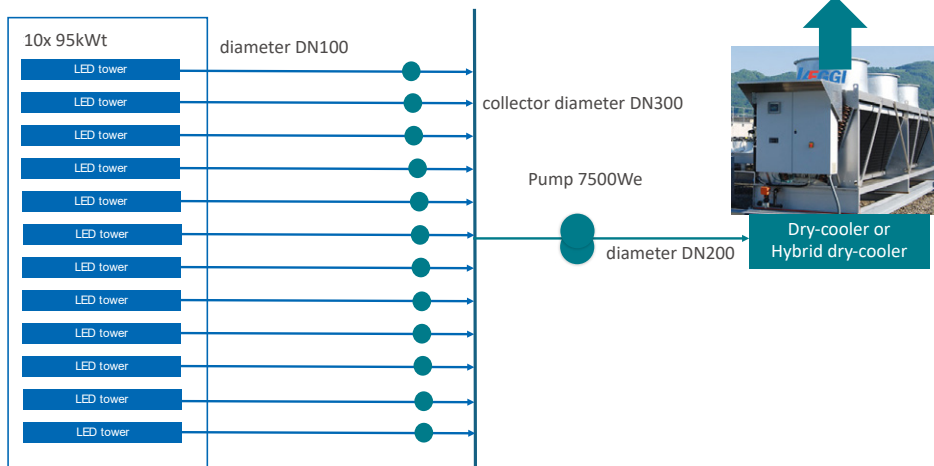 10x 95kWt
diameter DN100
LED tower
LED tower
collector diameter DN300
LED tower
LED tower
Pump 7500We
LED tower
LED tower
diameter DN200
Dry-cooler or
Hybrid dry-cooler
LED tower
LED tower
LED tower
LED tower
LED tower
LED tower